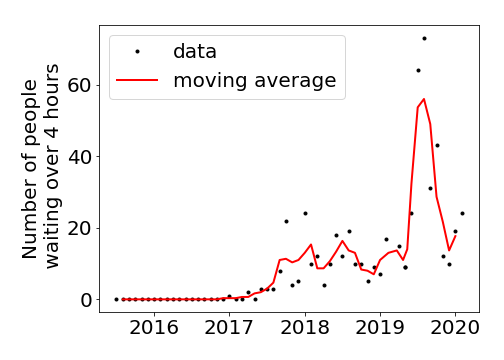 data
moving average
Number of people
waiting over 4 hours
60
40
20
0
2016 2017 2018 2019 2020